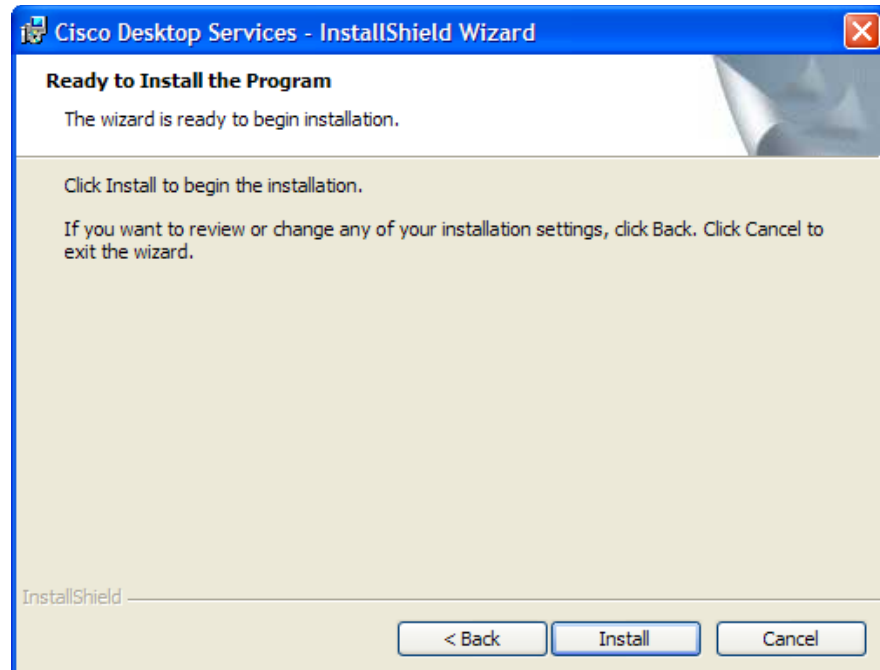 Cisco Desktop Services - InstallShield Wizard
Ready to Install the Program
The wizard is ready to begin installation.
Click Install to begin the installation.
If you want to review or change any of your installation settings, click Back. Click Cancel to
exit the wizard.
InstallShield
< Back
Install
Cancel